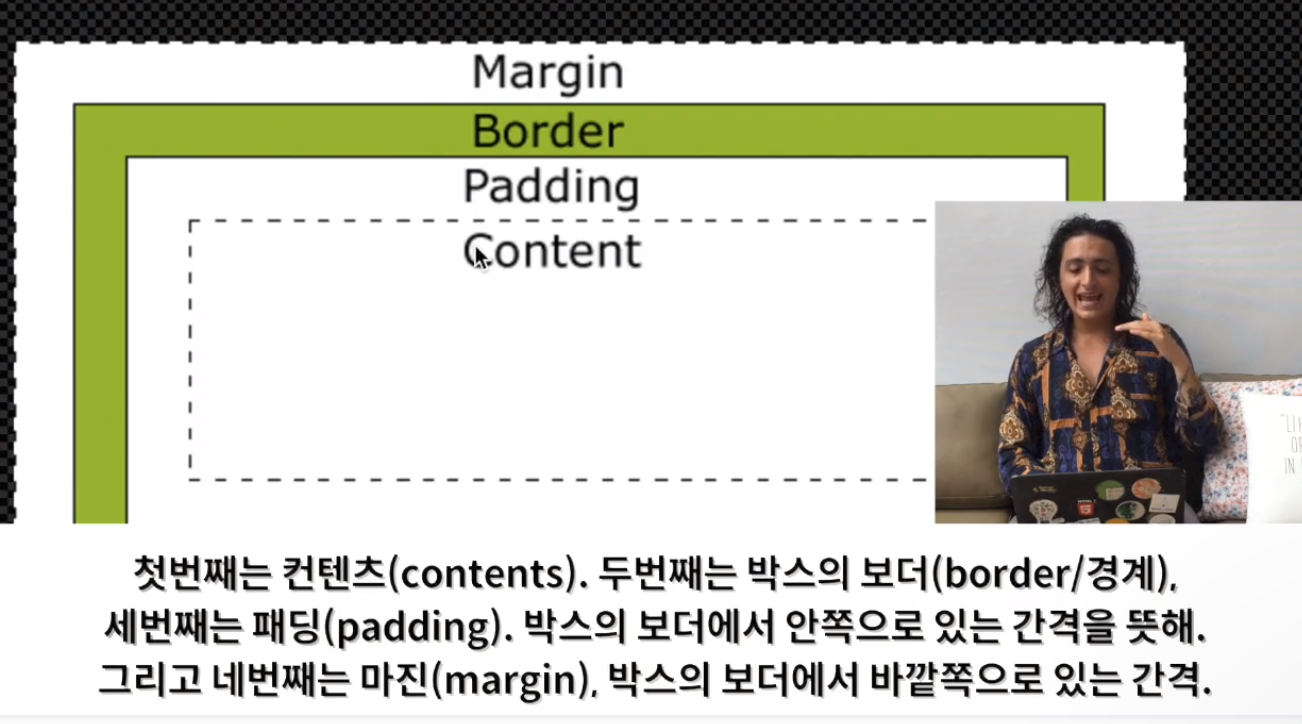 Margin
Border
Padding
Content
첫번째는 컨텐츠(contents). 두번째는 박스의 보더(border/경계),
세번째는 패딩(padding). 박스의 보더에서 안쪽으로 있는 간격을 뜻해.
그리고 네번째는 마진(margin), 박스의 보더에서 바깥쪽으로 있는 간격.